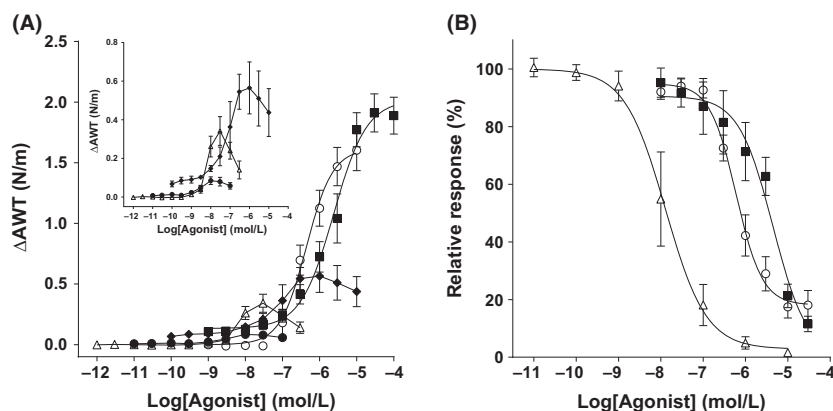 (A)
2.5
2.0
1.5
1.0
0.5
0.0
ΔAWT (N/m)
–12 –11 –10 –9 –8 –7 –6 –5 –4
Log[Agonist] (mol/L)
0.8
0.6
0.4
0.2
0.0
ΔAWT (N/m)
–12 –11 –10 –9 –8 –7 –6 –5 –4
Log[Agonist] (mol/L)
(B)
100
80
60
40
20
0
Relative response (%)
–11 –10 –9 –8 –7 –6 –5 –4
Log[Agonist] (mol/L)